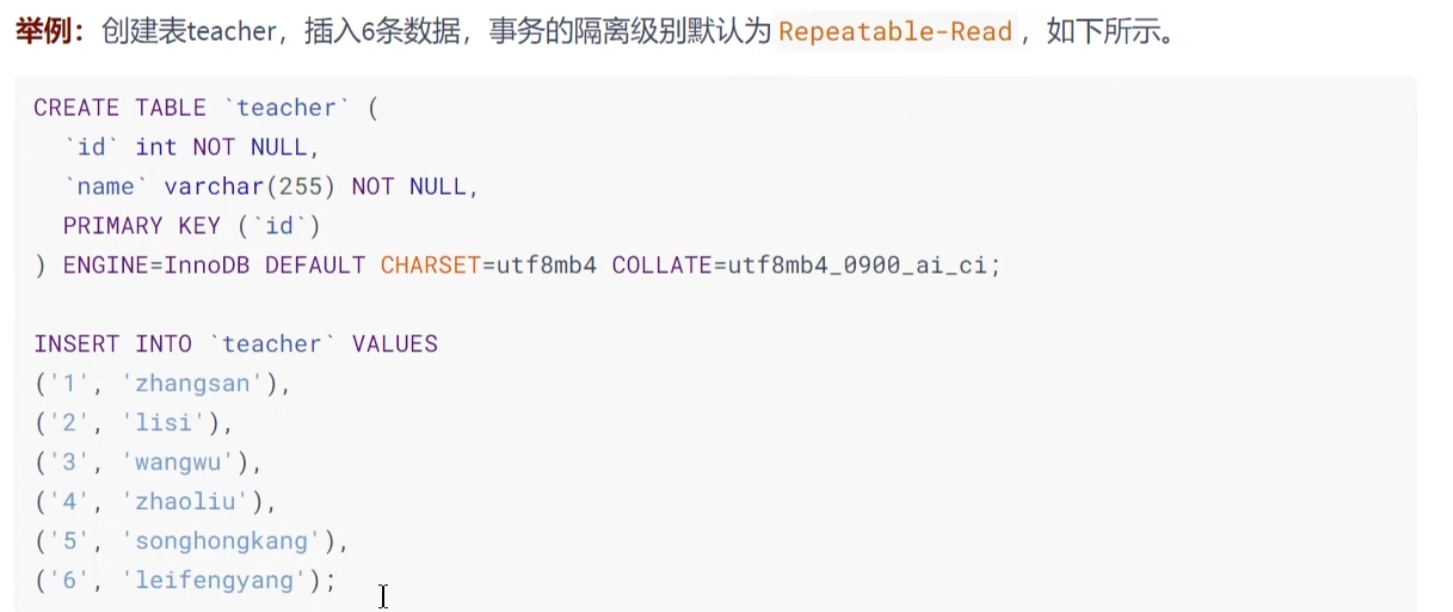 举例：创建表teacher，插入6条数据，事务的隔离级别默认为 Repeatable-Read ，如下所示。
CREATE TABLE `teacher` (
  `id` int NOT NULL,
  `name` varchar(255) NOT NULL,
  PRIMARY KEY (`id`)
) ENGINE=InnoDB DEFAULT CHARSET=utf8mb4 COLLATE=utf8mb4_0900_ai_ci;
INSERT INTO `teacher` VALUES
('1', 'zhangsan'),
('2', 'lisi'),
('3', 'wangwu'),
('4', 'zhaoliu'),
('5', 'songhongkang'),
('6', 'leifengyang');